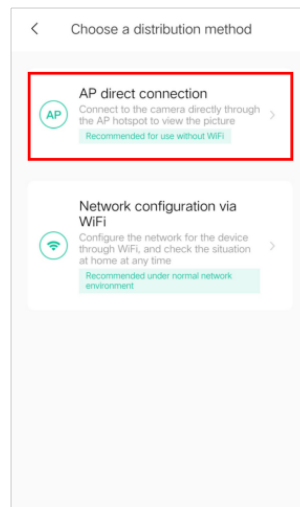 Choose a distribution method
AP direct connection
AP
Connect to the camera directly through
the AP hotspot to view the picture
Recommended for use without WiFi
Network configuration via
WiFi
Configure the network for the device
through WiFi, and check the situation
at home at any time
Recommended under normal network
environment